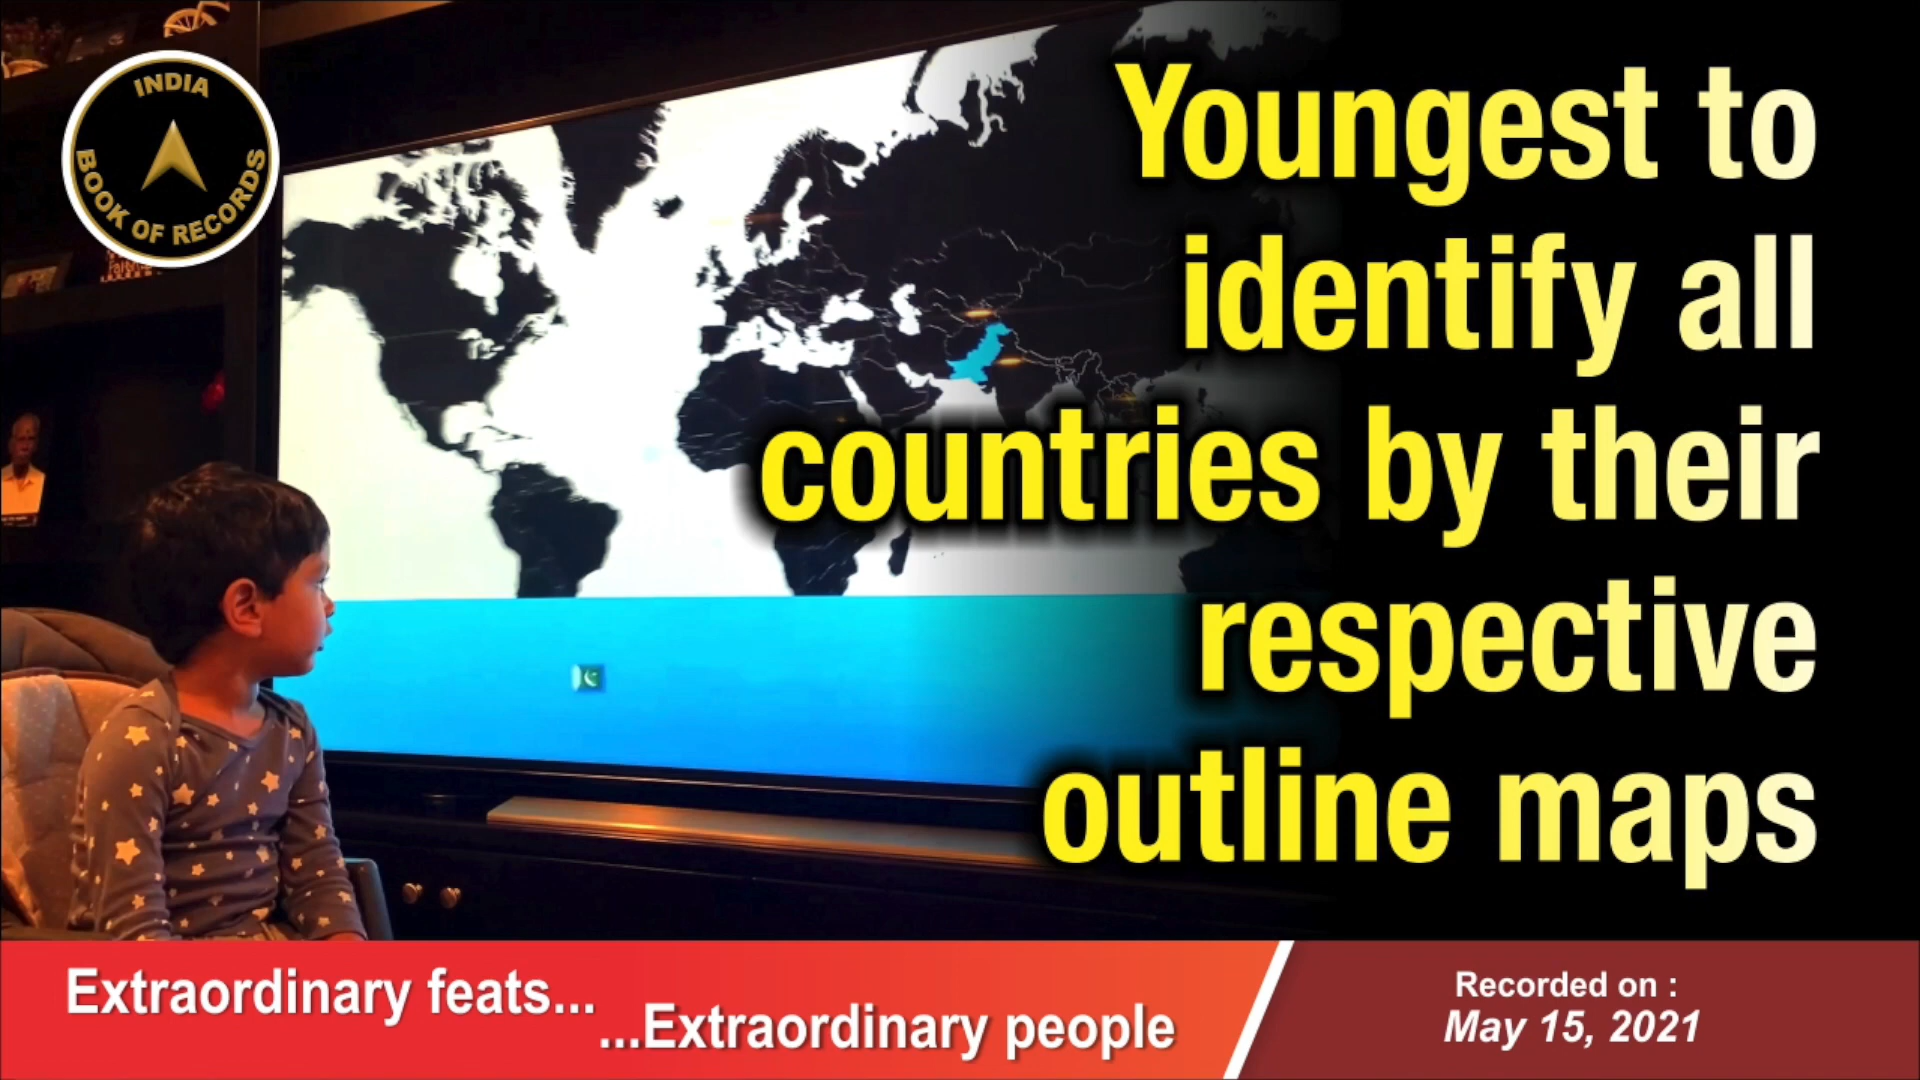 INDIA
BOOK OF RECORDS
Youngest to
identify all
countries by their
respective
outline maps
Extraordinary feats...
...Extraordinary people
Recorded on :
May 15, 2021